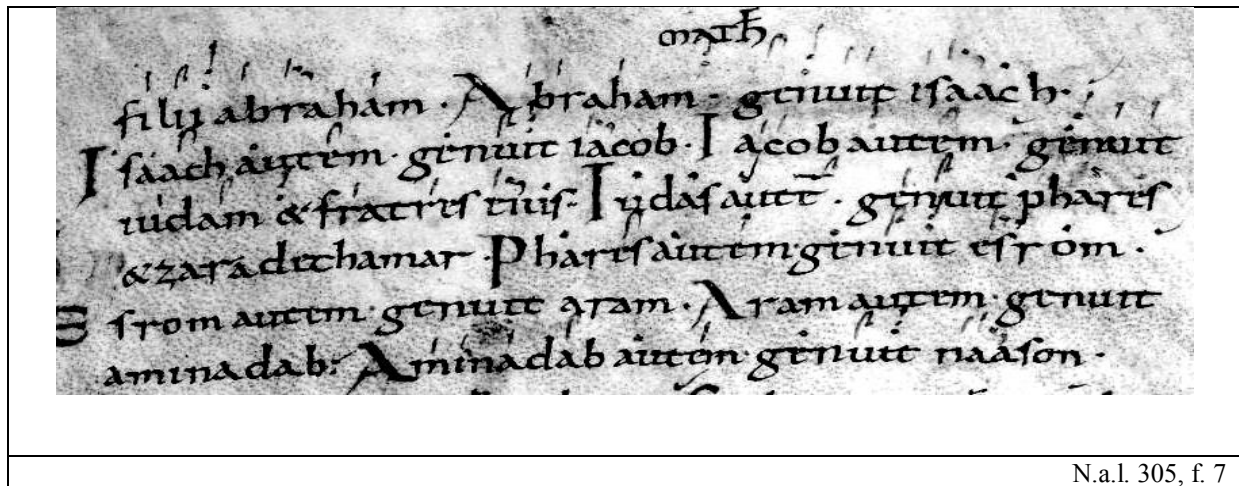 math
filii abraham · Abraham · genuit isaach ·
Isaach autem · genuit iacob · Iacob autem · genuit
iudam & fratres eius · Iudas aut̄ · genuit phares
& zara de thamar · Phares autem · genuit esrom ·
Esrom autem · genuit aram · Aram autem · genuit
aminadab · Aminadab autem · genuit naason ·
N.a.l. 305, f. 7